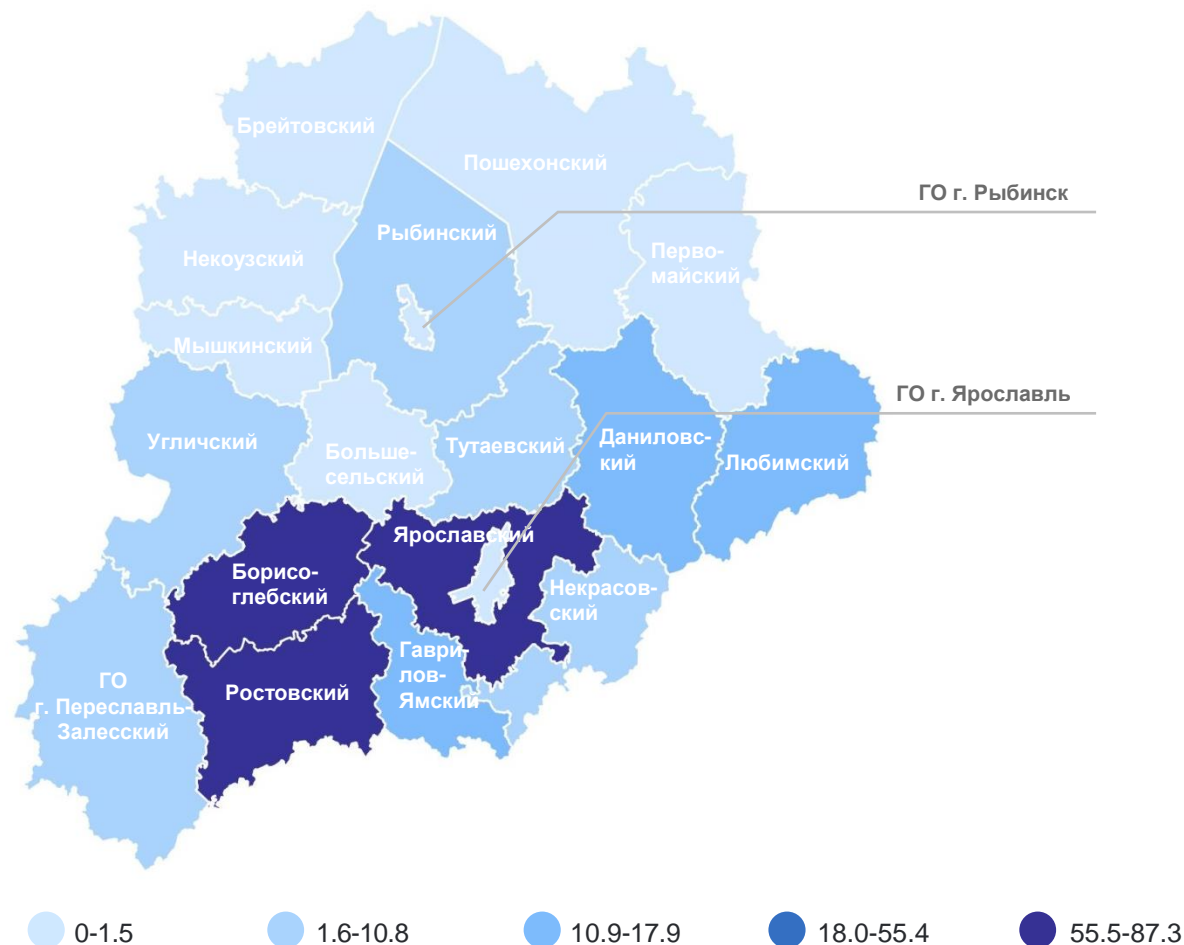 Брейтовский
Пошехонский
ГО г. Рыбинск
Рыбинский
Некоузский
Перво-
майский
Мышкинский
ГО г. Ярославль
Угличский
Больше-
сельский
Тутаевский
Даниловс-
кий
Любимский
Ярославский
Борисо-
глебский
Некрасов-
ский
Гаври-
лов-
Ямский
Ростовский
ГО
г. Переславль-
Залесский
0-1.5
1.6-10.8
10.9-17.9
18.0-55.4
55.5-87.3